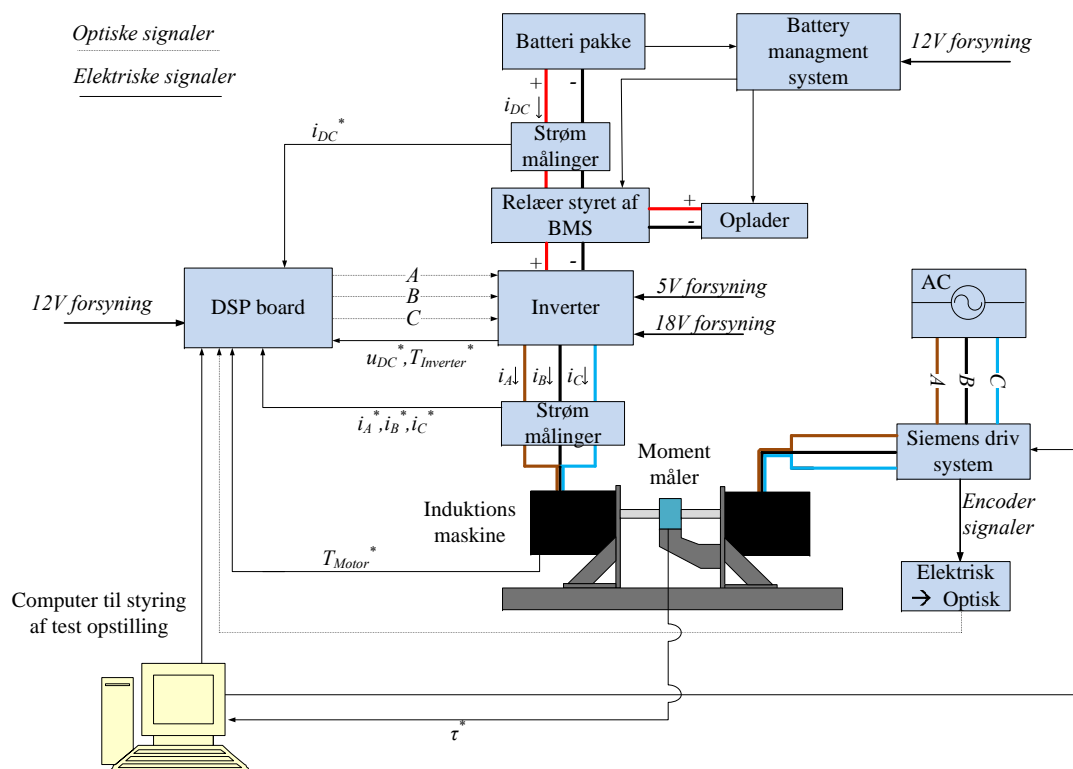 Optiske signaler
Elektriske signaler
Batteri pakke
Battery
managment
system
12V forsyning
+
-
i_DC↓
i_DC*
Strøm
målinger
Relæer styret af
BMS
+
-
Oplader
+
-
12V forsyning
DSP board
A
B
C
Inverter
5V forsyning
18V forsyning
u_DC*,T_Inverter*
i_A↓ i_B↓ i_C↓
i_A*,i_B*,i_C*
Strøm
målinger
AC
A
B
C
Siemens driv
system
Moment
måler
Induktions
maskine
Encoder
signaler
T_Motor*
Elektrisk
→ Optisk
Computer til styring
af test opstilling
τ*